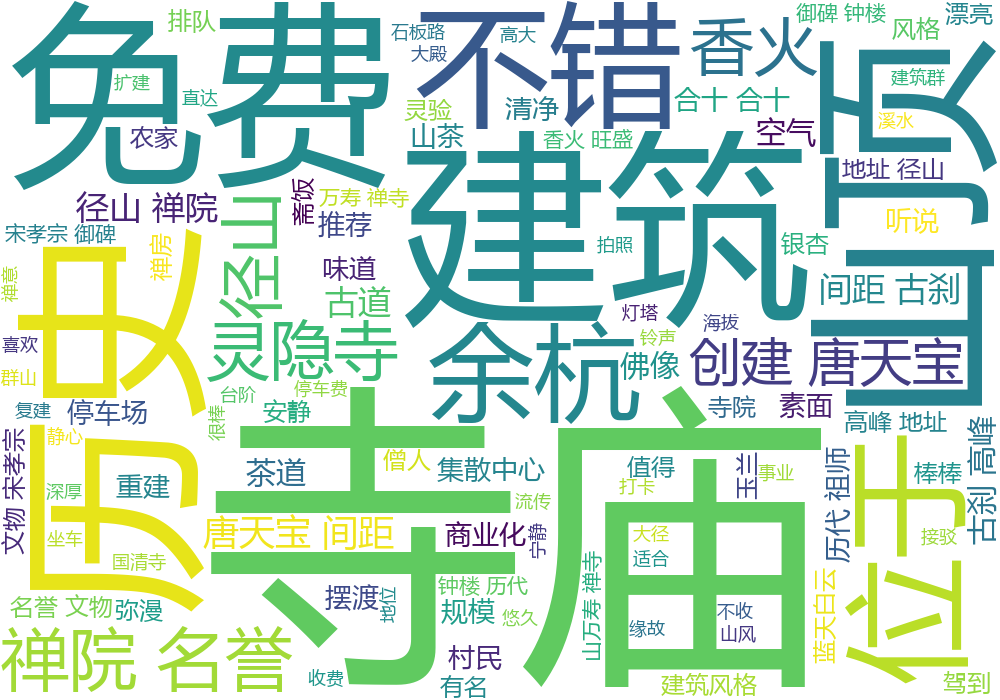 免费
不错
香火
御碑 钟楼
漂亮
排队
石板路
高大
风格
大殿
扩建
直达
建筑群
山顶
农家
灵验
清净
合十 合十
溪水
山茶
香火 旺盛
空气
建筑
地址 径山
径山 禅院
斋饭
万寿 禅寺
推荐
听说
宋孝宗 御碑
禅房
径山
拍照
银杏
历史
味道
禅意
古道
间距 古刹
灯塔
海拔
喜欢
灵隐寺
余杭
铃声
佛像
创建 唐天宝
群山
台阶
停车费
复建
停车场
很棒
安静
寺院
素面
高峰 地址
古刹 高峰
静心
文物 宋孝宗
寺庙
位于
茶道
僧人
集散中心
值得
玉兰
事业
历代 祖师
棒棒
深厚
重建
流传
打卡
唐天宝 间距
商业化
宁静
大径
坐车
接驳
国清寺
适合
钟楼 历代
山万寿 禅寺
蓝天白云
名誉 文物
弥漫
摆渡
地位
规模
悠久
不收
缘故
山风
禅院 名誉
村民
收费
有名
建筑风格
驾到